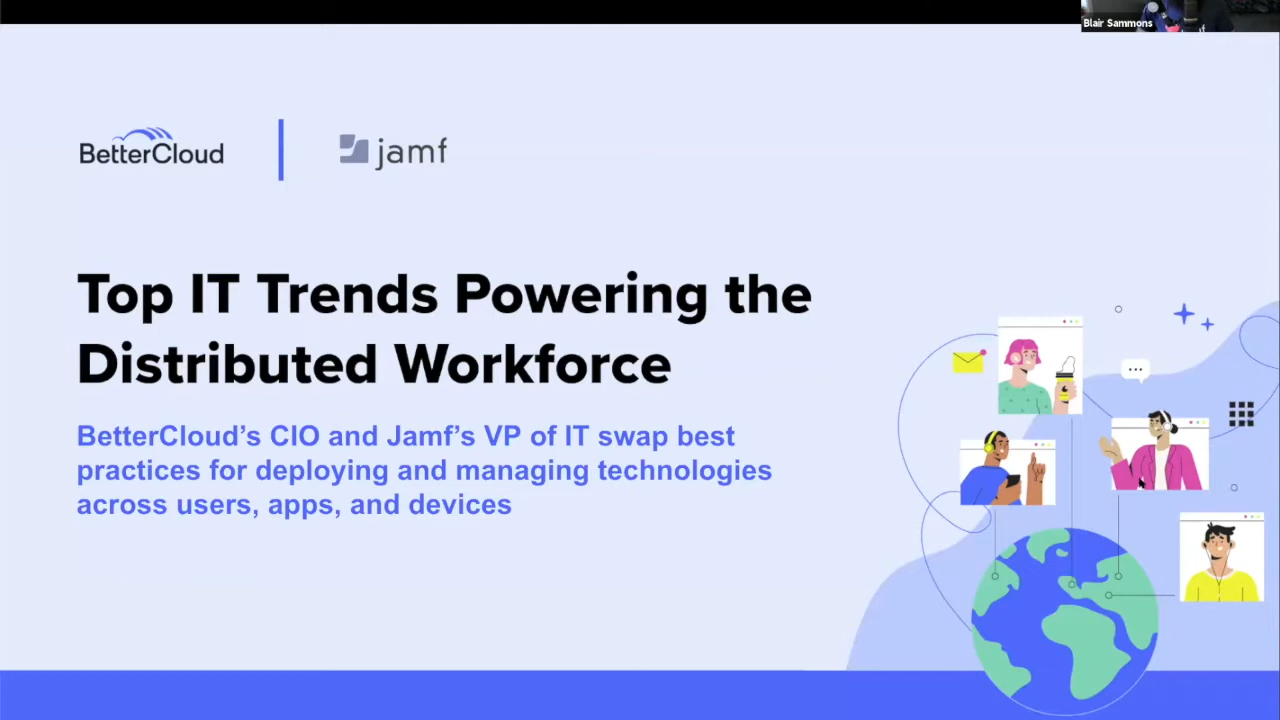 Blair Sammons
BetterCloud
jamf
Top IT Trends Powering the
Distributed Workforce
BetterCloud’s CIO and Jamf’s VP of IT swap best
practices for deploying and managing technologies
across users, apps, and devices